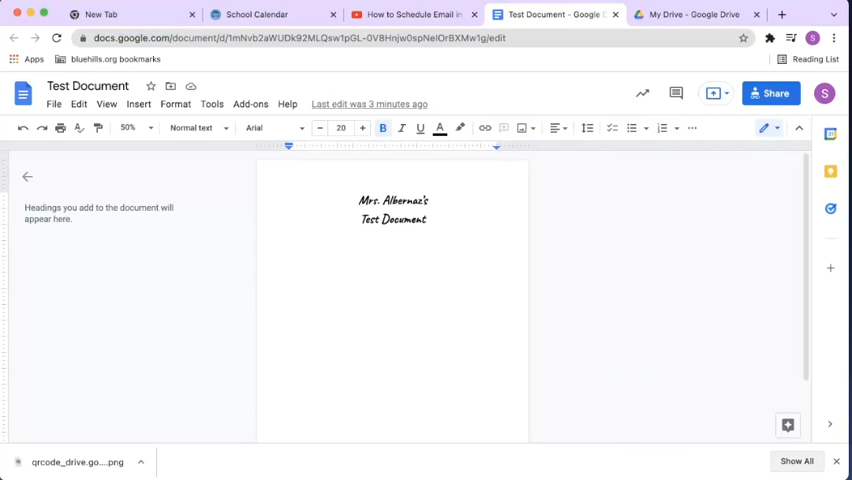 New Tab
School Calendar
How to Schedule Email in
Test Document - Google D
My Drive - Google Drive
docs.google.com/document/d/1mNvb2aWUDk92MLQsw1pGL-0V8Hnjw0spNeIOrBXMw1g/edit
S
Apps
bluehills.org bookmarks
Reading List
Test Document
File Edit View Insert Format Tools Add-ons Help Last edit was 3 minutes ago
Share
S
50% Normal text Arial 20 B I U A
Headings you add to the document will
appear here.
Mrs. Albernaz's
Test Document
qrcode_drive.go....png
Show All